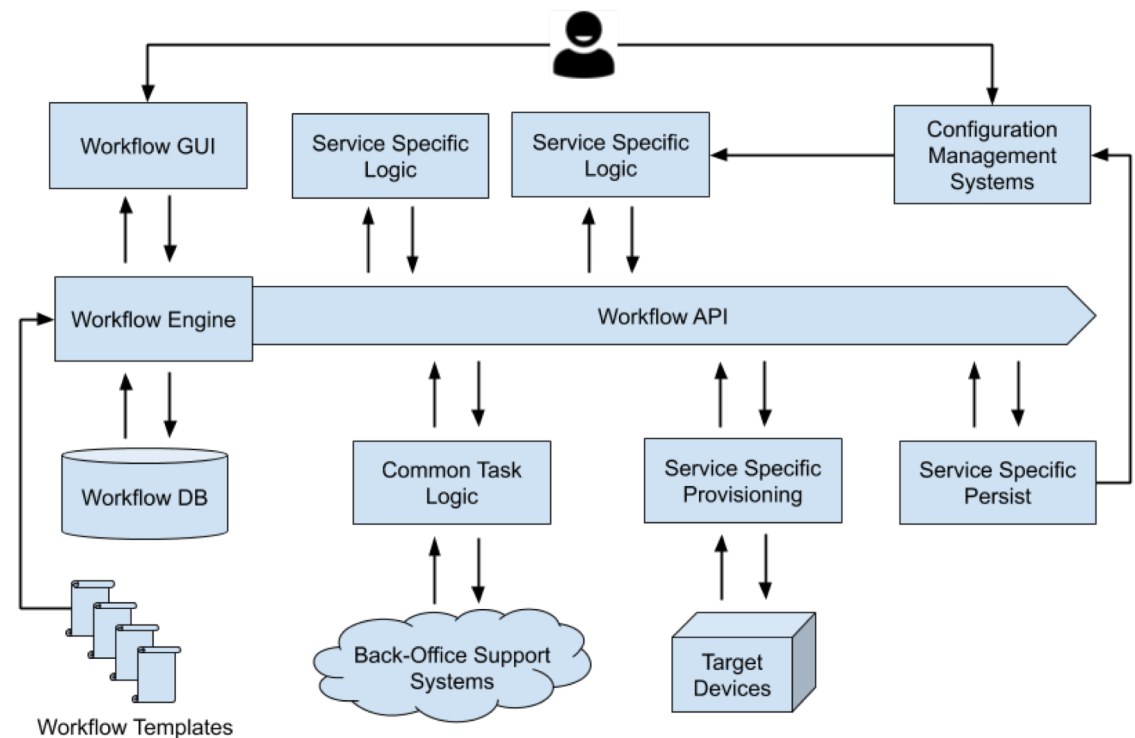 Workflow GUI
Service Specific
Logic
Service Specific
Logic
Configuration
Management
Systems
Workflow Engine
Workflow API
Workflow DB
Common Task
Logic
Service Specific
Provisioning
Service Specific
Persist
Back-Office Support
Systems
Target
Devices
Workflow Templates